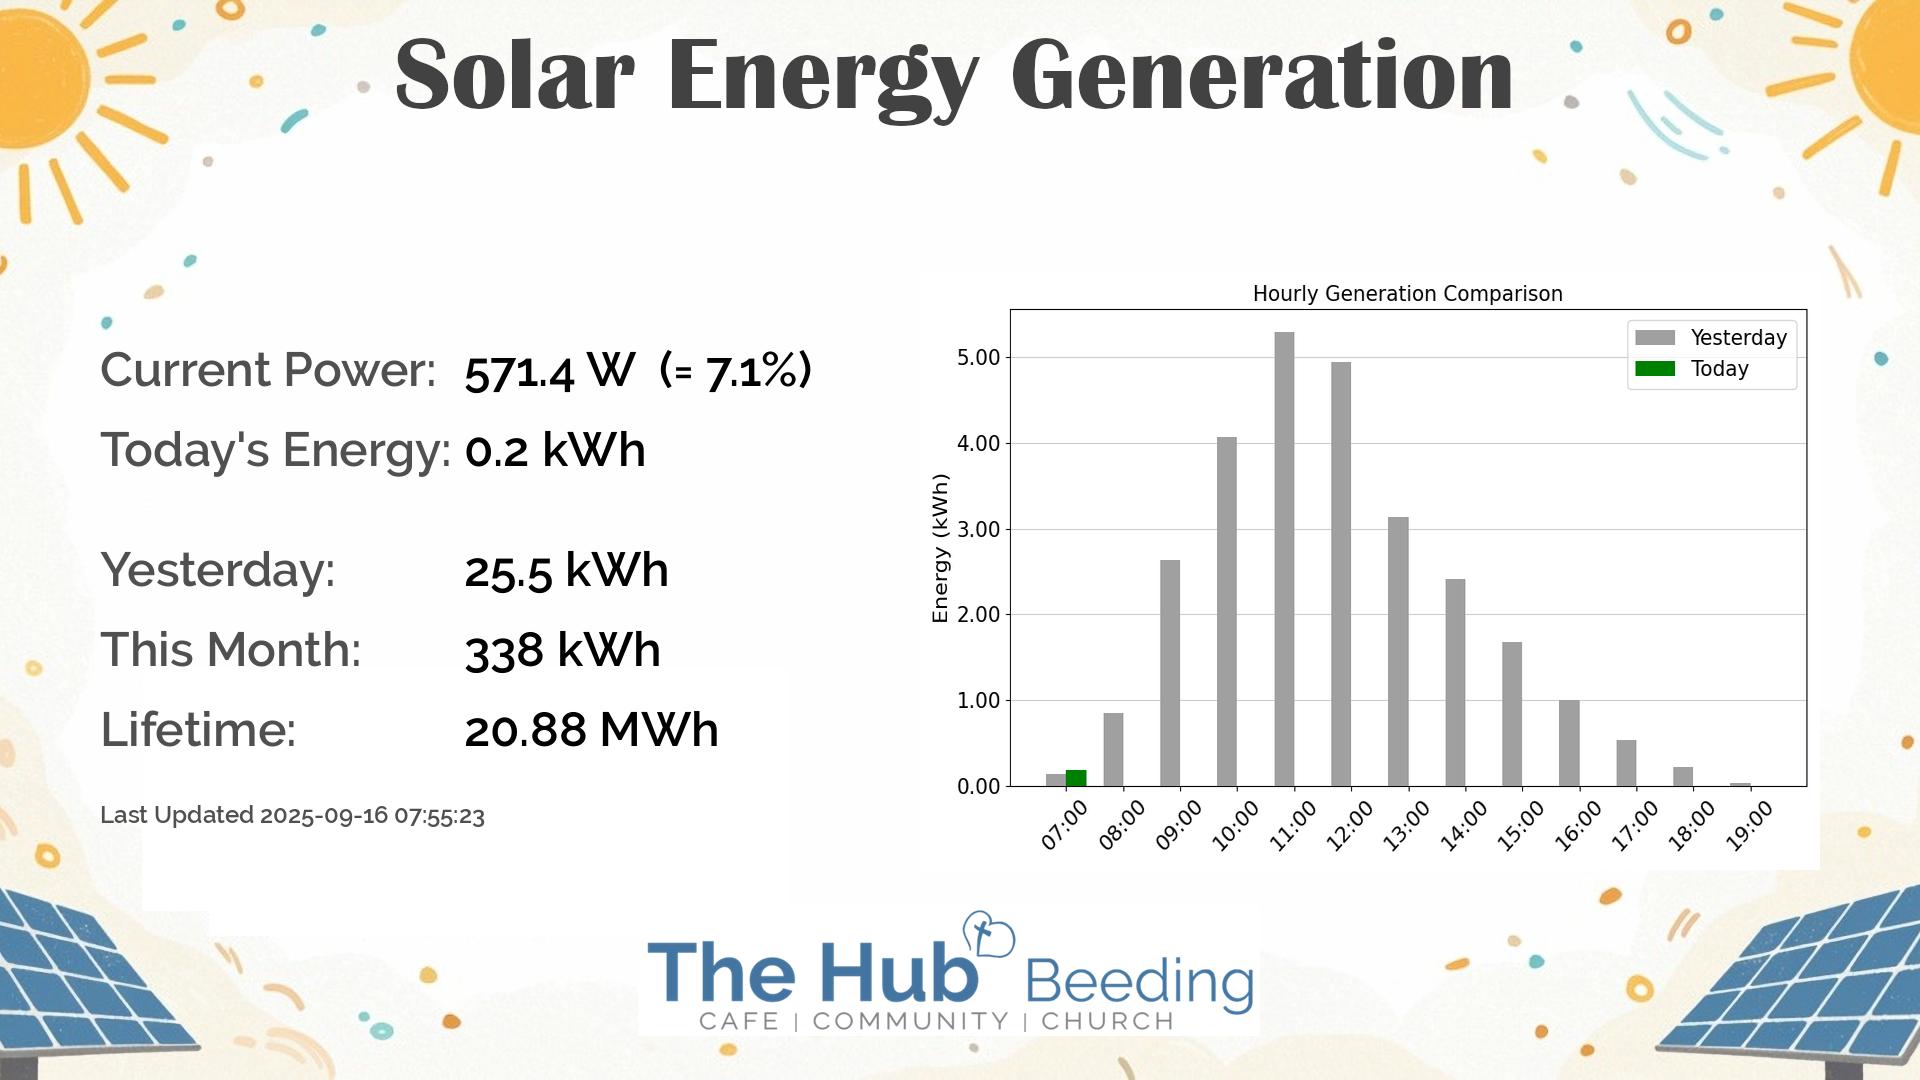 Solar Energy Generation
Current Power: 571.4 W (= 7.1%)
Today's Energy: 0.2 kWh
Yesterday: 25.5 kWh
This Month: 338 kWh
Lifetime: 20.88 MWh
Last Updated 2025-09-16 07:55:23
Hourly Generation Comparison
Yesterday
Today
Energy (kWh)
5.00
4.00
3.00
2.00
1.00
0.00
07:00 08:00 09:00 10:00 11:00 12:00 13:00 14:00 15:00 16:00 17:00 18:00 19:00
The Hub Beeding
CAFE | COMMUNITY | CHURCH